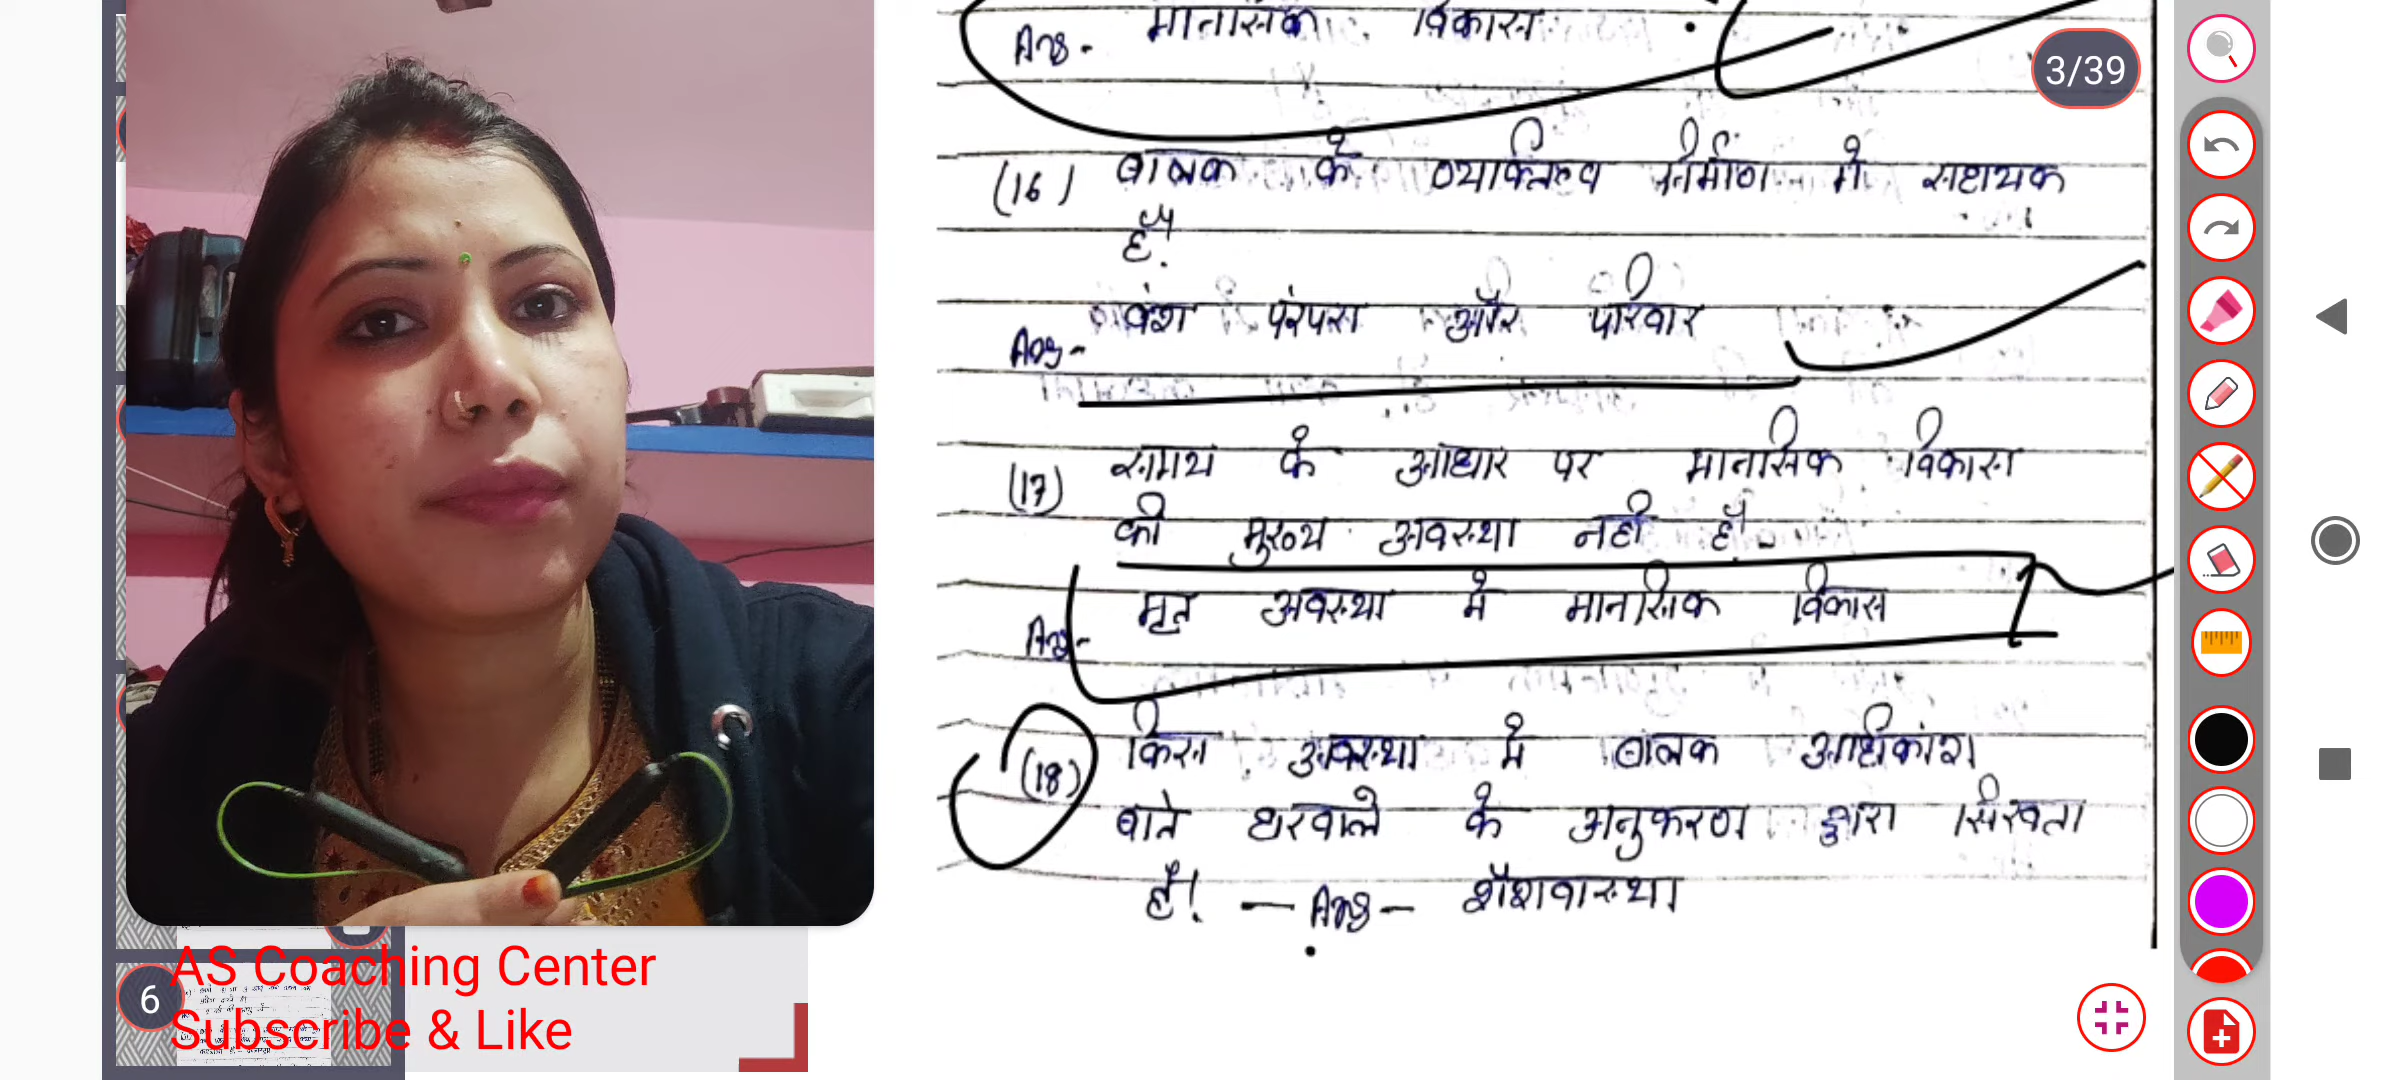 Ans- मानसिक विकास
3/39
(16) बालक के व्यक्तित्व निर्माण में सहायक
है।
Ans- वंश परंपरा और परिवार
(17) समय के आधार पर मानसिक विकास
की मुख्य अवस्था नही है।
Ans- मृत अवस्था में मानसिक विकास
(18) किस अवस्था में बालक अधिकांश
बाते घरवाले के अनुकरण द्वारा सिखता
है। — Ans — शैशवास्था
6
AS Coaching Center
Subscribe & Like